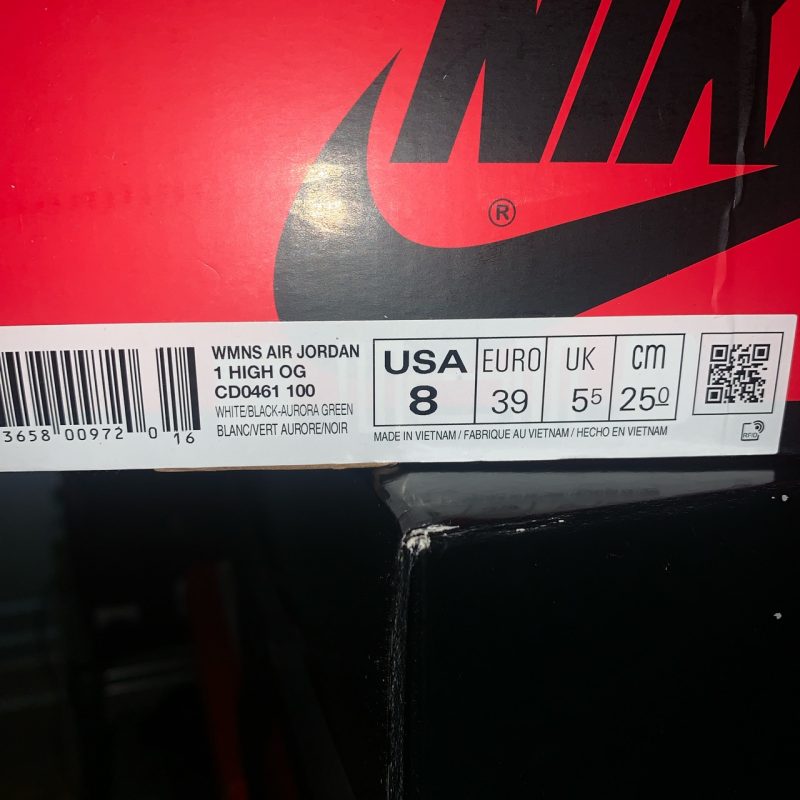 NIK
®
WMNS AIR JORDAN
1 HIGH OG
CD0461 100
WHITE/BLACK-AURORA GREEN
BLANC/VERT AURORE/NOIR
3658 00972 0 16
USA
8
EURO
39
UK
5 5
cm
25 0
MADE IN VIETNAM / FABRIQUE AU VIETNAM / HECHO EN VIETNAM
RFID